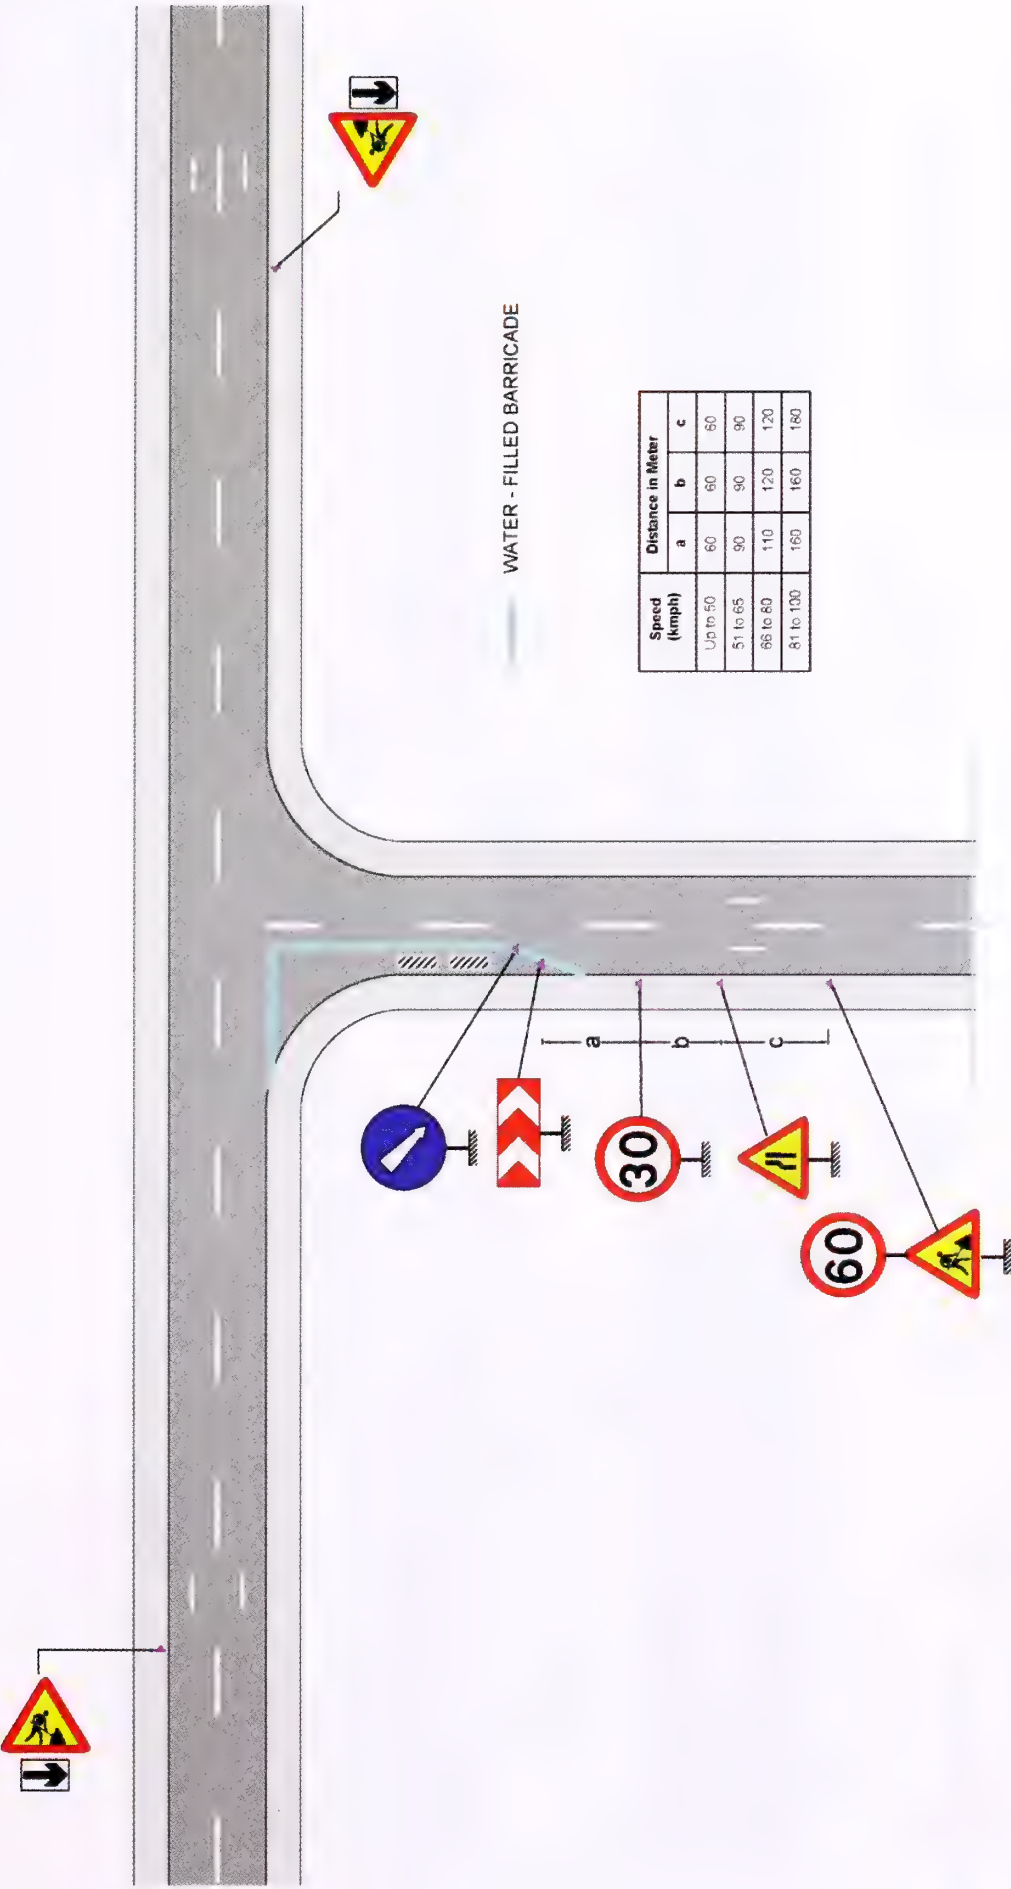 WATER - FILLED BARRICADE
Speed (kmph) Distance in Meter
a b c
Up to 50 60 60 60
51 to 65 90 90 90
66 to 80 110 120 120
81 to 100 160 160 180
a
b
c
30
60